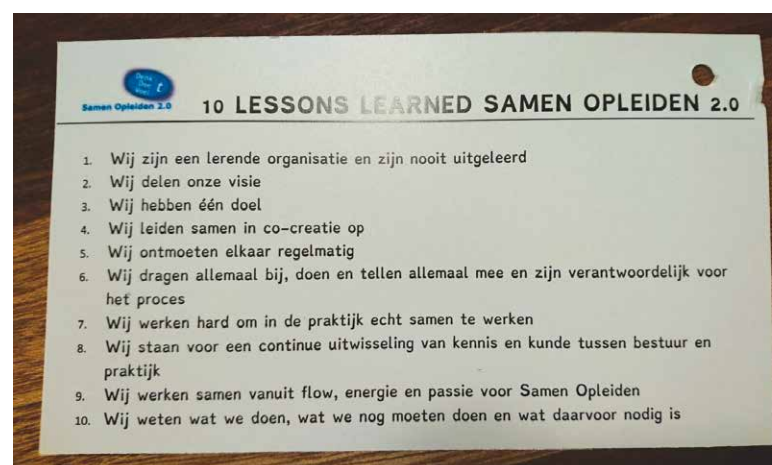 Samen Opleiden 2.0
10 LESSONS LEARNED SAMEN OPLEIDEN 2.0
1. Wij zijn een lerende organisatie en zijn nooit uitgeleerd
2. Wij delen onze visie
3. Wij hebben één doel
4. Wij leiden samen in co-creatie op
5. Wij ontmoeten elkaar regelmatig
6. Wij dragen allemaal bij, doen en tellen allemaal mee en zijn verantwoordelijk voor
het proces
7. Wij werken hard om in de praktijk echt samen te werken
8. Wij staan voor een continue uitwisseling van kennis en kunde tussen bestuur en
praktijk
9. Wij werken samen vanuit flow, energie en passie voor Samen Opleiden
10. Wij weten wat we doen, wat we nog moeten doen en wat daarvoor nodig is